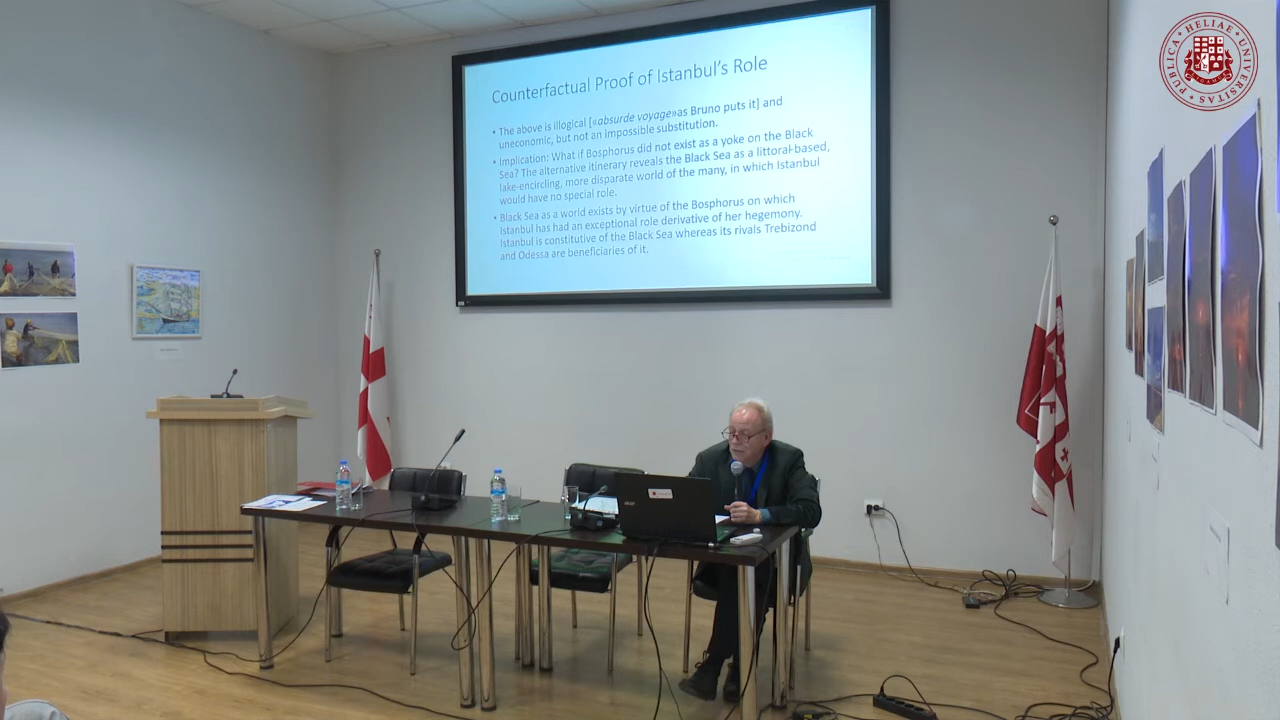 Counterfactual Proof of Istanbul's Role
• The above is illogical [«absurde voyage»as Bruno puts it] and
uneconomic, but not an impossible substitution.
• Implication: What if Bosphorus did not exist as a yoke on the Black
Sea? The alternative itinerary reveals the Black Sea as a littoral-based,
lake-encircling, more disparate world of the many, in which Istanbul
would have no special role.
• Black Sea as a world exists by virtue of the Bosphorus on which
Istanbul has had an exceptional role derivative of her hegemony.
Istanbul is constitutive of the Black Sea whereas its rivals Trebizond
and Odessa are beneficiaries of it.
PUBLICA HELIAE UNIVERSITAS
acer